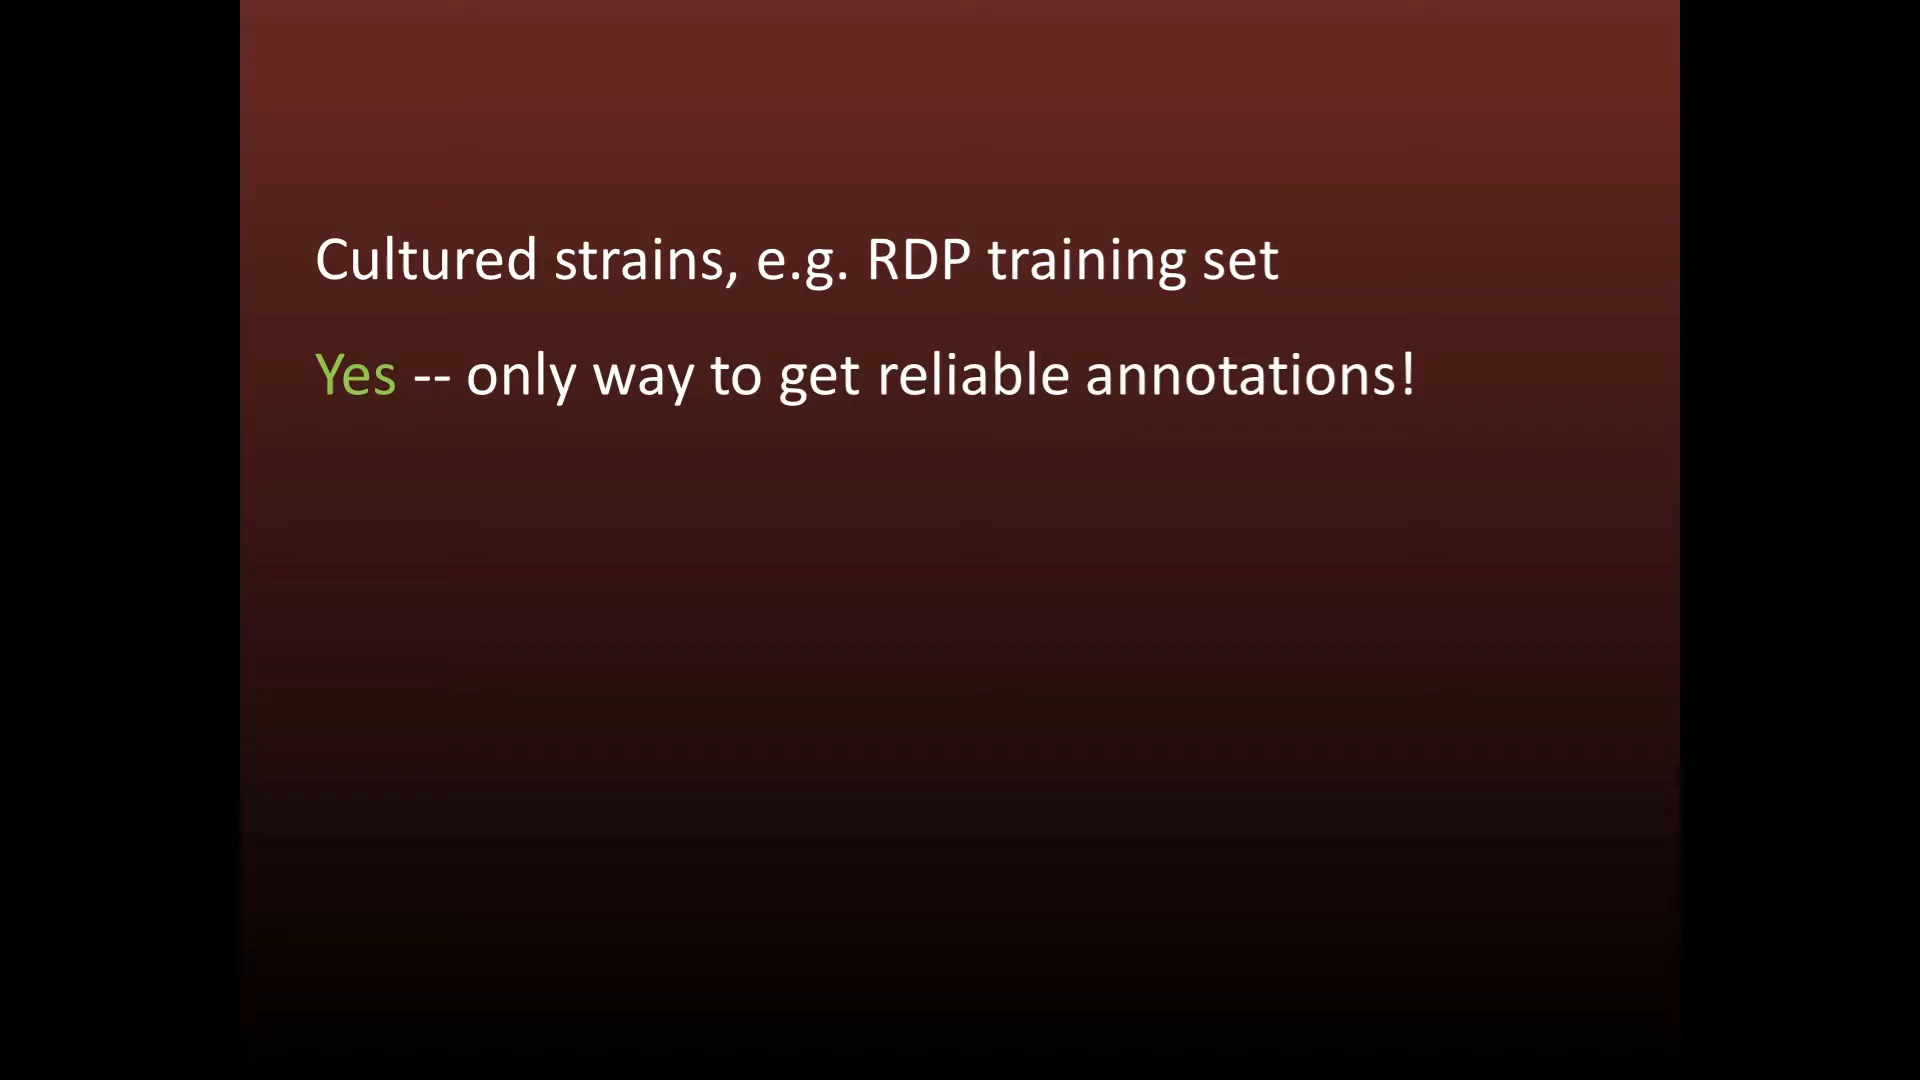 Cultured strains, e.g. RDP training set
Yes -- only way to get reliable annotations!